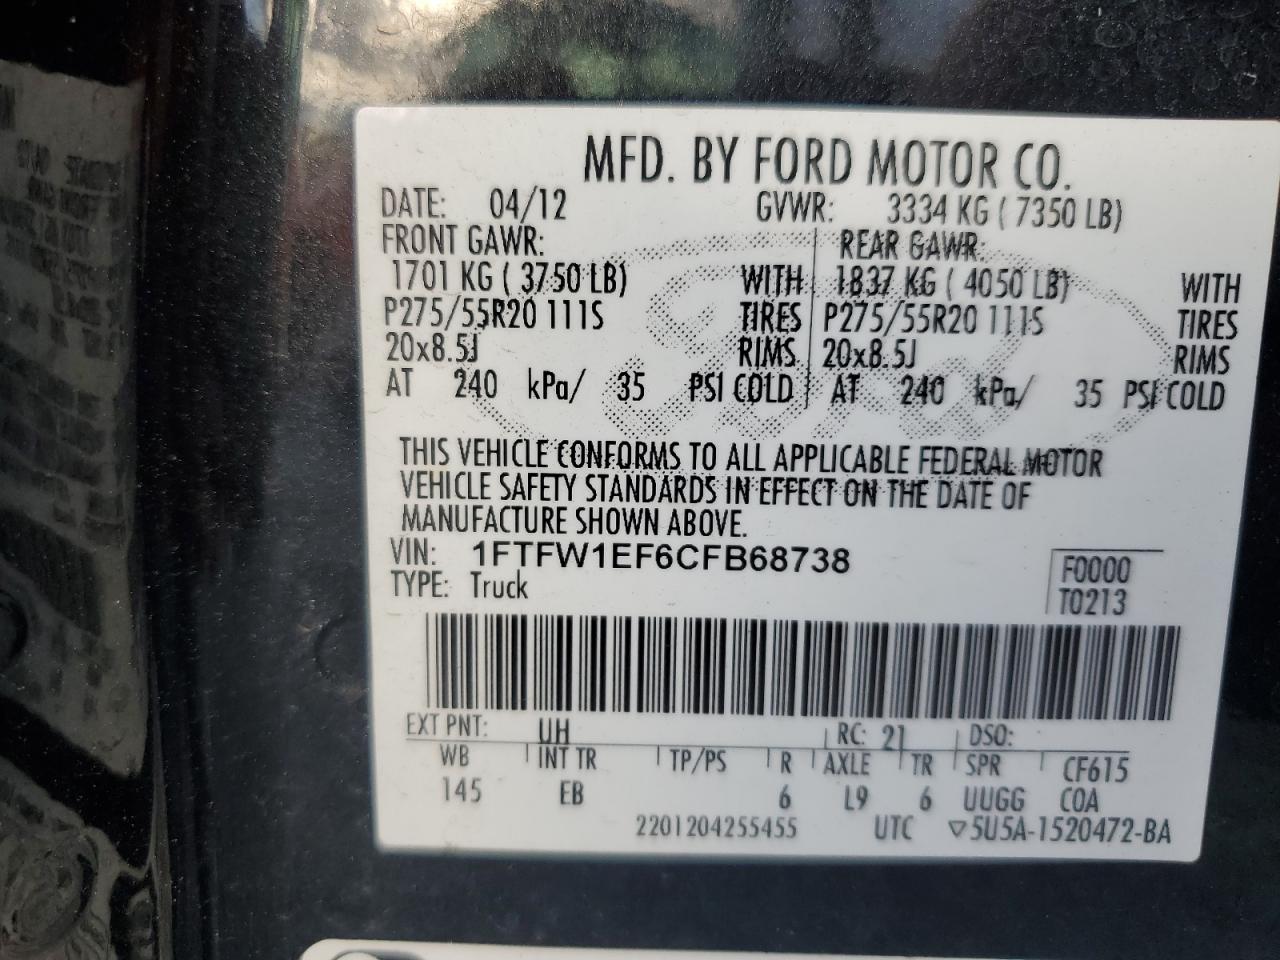 MFD. BY FORD MOTOR CO.
DATE: 04/12 GVWR: 3334 KG ( 7350 LB)
FRONT GAWR: REAR GAWR:
1701 KG ( 3750 LB) WITH 1837 KG ( 4050 LB) WITH
P275/55R20 111S TIRES P275/55R20 111S TIRES
20x8.5J RIMS 20x8.5J RIMS
AT 240 kPa/ 35 PSI COLD AT 240 kPa/ 35 PSI COLD
THIS VEHICLE CONFORMS TO ALL APPLICABLE FEDERAL MOTOR
VEHICLE SAFETY STANDARDS IN EFFECT ON THE DATE OF
MANUFACTURE SHOWN ABOVE.
VIN: 1FTFW1EF6CFB68738 F0000
TYPE: Truck T0213
EXT PNT: UH RC: 21 DSO:
WB INT TR TP/PS R AXLE TR SPR CF615
145 EB 6 L9 6 UUGG COA
2201204255455 UTC ▽5U5A-1520472-BA